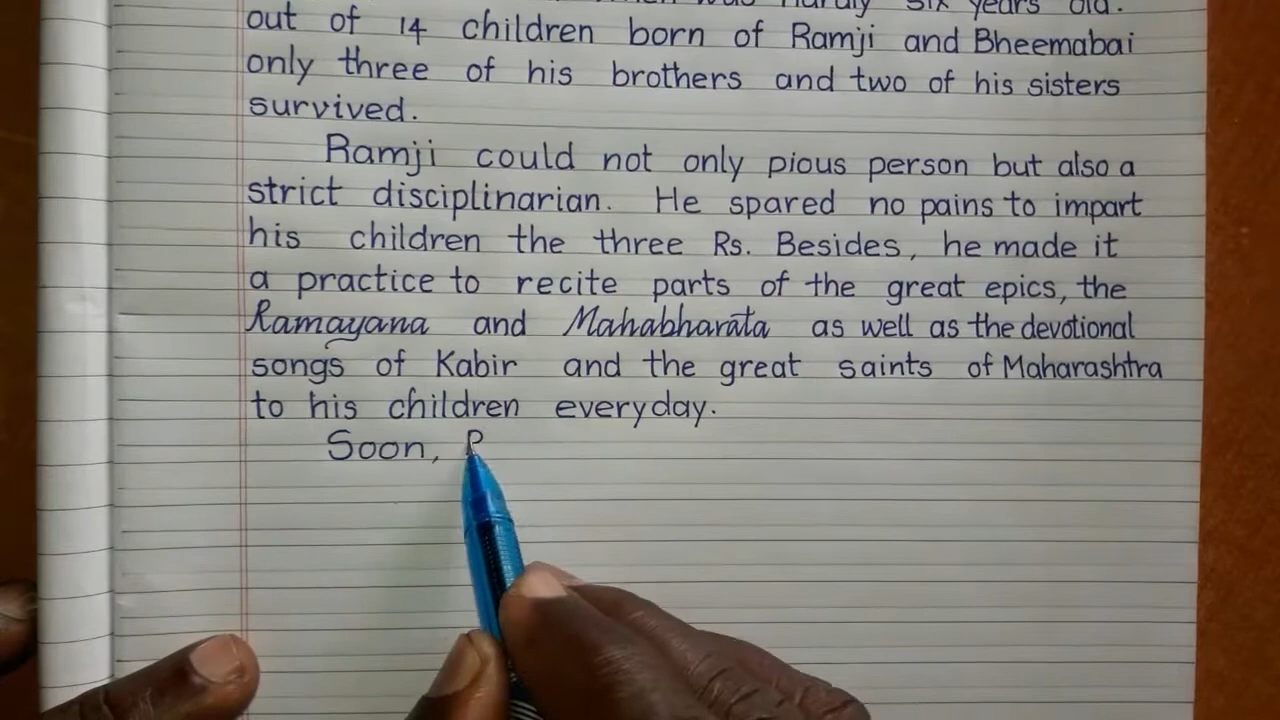 six years old.
out of 14 children born of Ramji and Bheemabai
only three of his brothers and two of his sisters
survived.
Ramji could not only pious person but also a
strict disciplinarian. He spared no pains to impart
his children the three Rs. Besides, he made it
a practice to recite parts of the great epics, the
Ramayana and Mahabharata as well as the devotional
songs of Kabir and the great saints of Maharashtra
to his children everyday.
Soon,